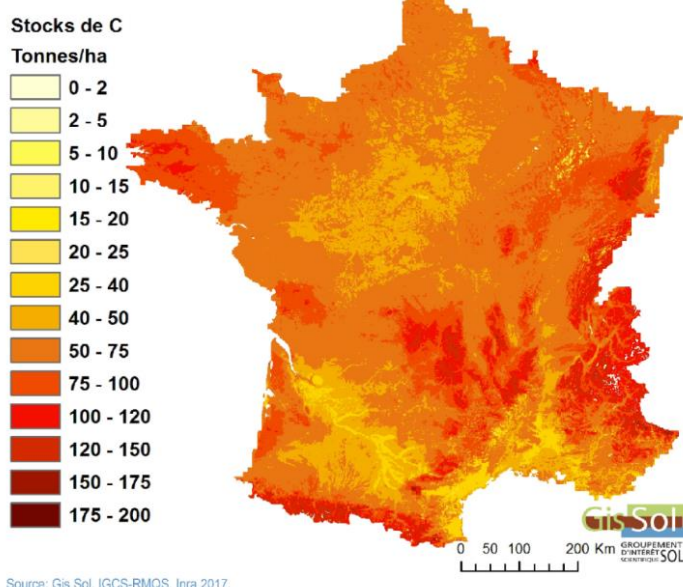 Stocks de C
Tonnes/ha
0 - 2
2 - 5
5 - 10
10 - 15
15 - 20
20 - 25
25 - 40
40 - 50
50 - 75
75 - 100
100 - 120
120 - 150
150 - 175
175 - 200
Gis Sol
GROUPEMENT
D'INTÉRÊT
SCIENTIFIQUE SOL
0 50 100 200 Km
Source: Gis Sol, IGCS-RMQS, Inra 2017